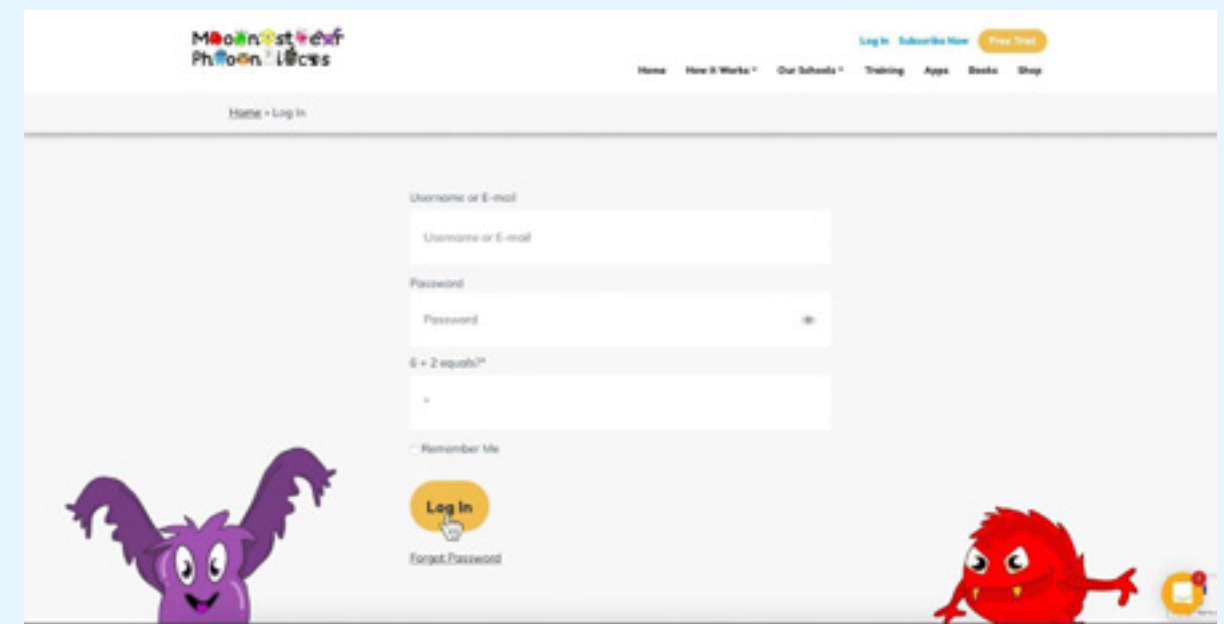 Log In Subscribe Now Free Trial
Home How It Works Our Schools Training Apps Books Shop
Home » Log In
Username or E-mail
Username or E-mail
Password
Password
6 + 2 equals?*
*
Remember Me
Log In
Forgot Password